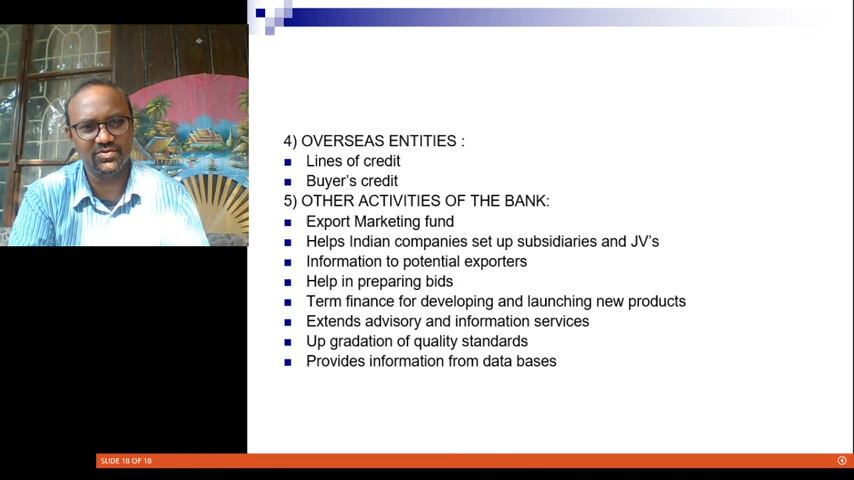 4) OVERSEAS ENTITIES :
Lines of credit
Buyer's credit
5) OTHER ACTIVITIES OF THE BANK:
Export Marketing fund
Helps Indian companies set up subsidiaries and JV's
Information to potential exporters
Help in preparing bids
Term finance for developing and launching new products
Extends advisory and information services
Up gradation of quality standards
Provides information from data bases
SLIDE 18 OF 18